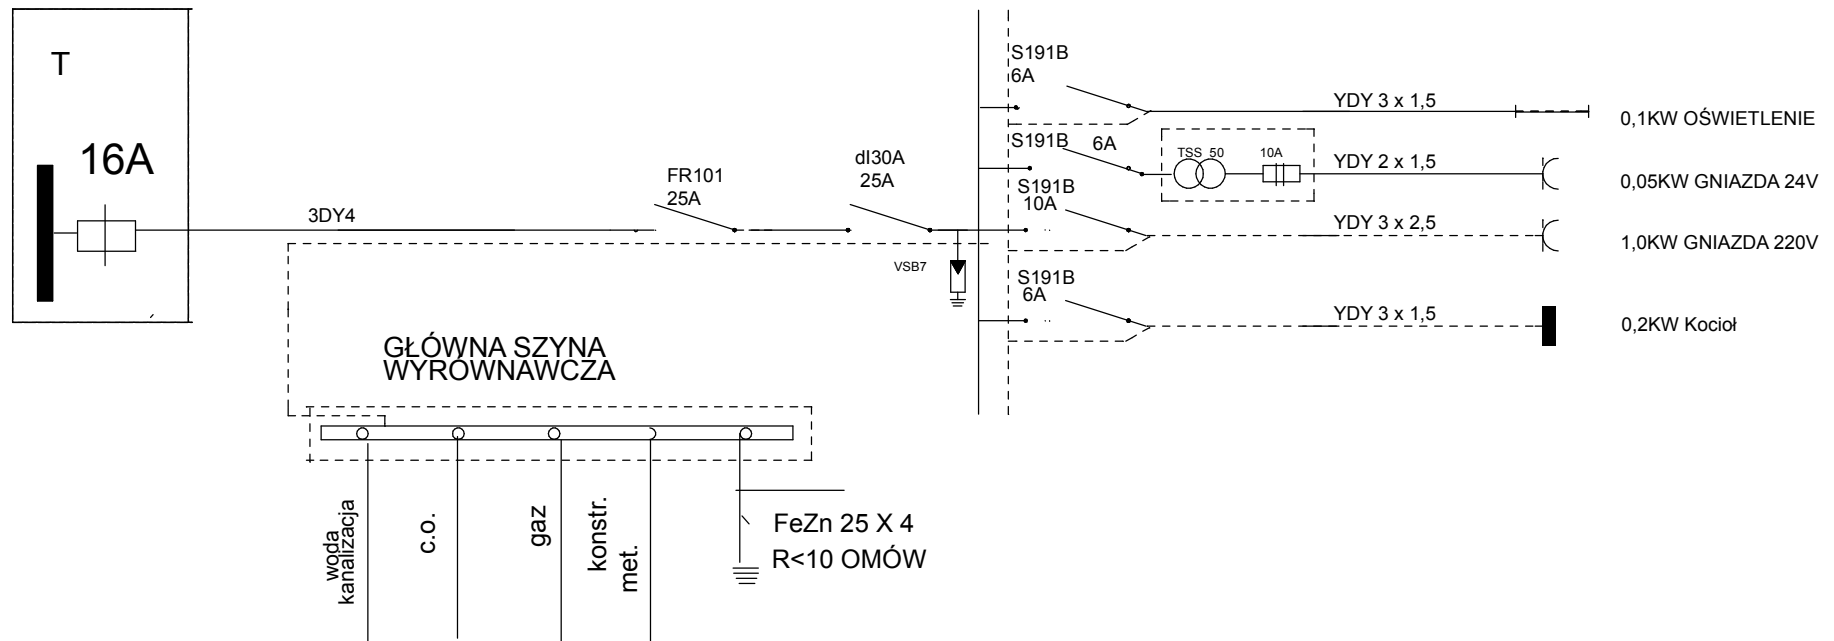 T
16A
3DY4
FR101
25A
dI30A
25A
VSB7
S191B
6A
YDY 3 x 1,5
0,1KW OŚWIETLENIE
S191B
6A
TSS 50
10A
YDY 2 x 1,5
0,05KW GNIAZDA 24V
S191B
10A
YDY 3 x 2,5
1,0KW GNIAZDA 220V
S191B
6A
YDY 3 x 1,5
0,2KW Kocioł
GŁÓWNA SZYNA
WYRÓWNAWCZA
woda
kanalizacja
c.o.
gaz
konstr.
met.
FeZn 25 X 4
R<10 OMÓW